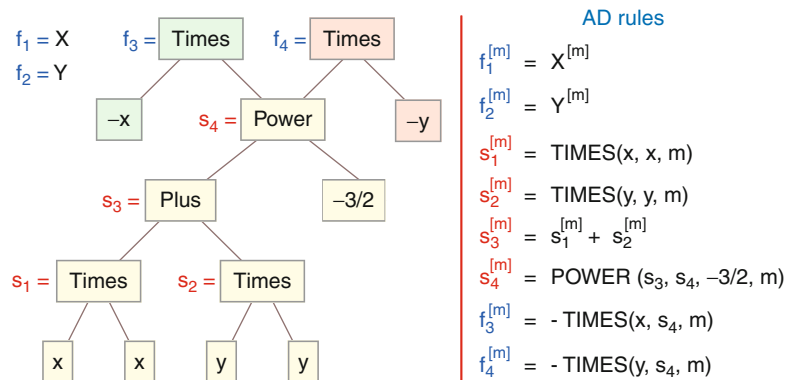 f₁ = X
f₃ = Times
f₄ = Times
f₂ = Y
−x
s₄ = Power
−y
s₃ = Plus
−3/2
s₁ = Times
s₂ = Times
x
x
y
y
AD rules
f₁^[m] = X^[m]
f₂^[m] = Y^[m]
s₁^[m] = TIMES(x, x, m)
s₂^[m] = TIMES(y, y, m)
s₃^[m] = s₁^[m] + s₂^[m]
s₄^[m] = POWER (s₃, s₄, −3/2, m)
f₃^[m] = - TIMES(x, s₄, m)
f₄^[m] = - TIMES(y, s₄, m)